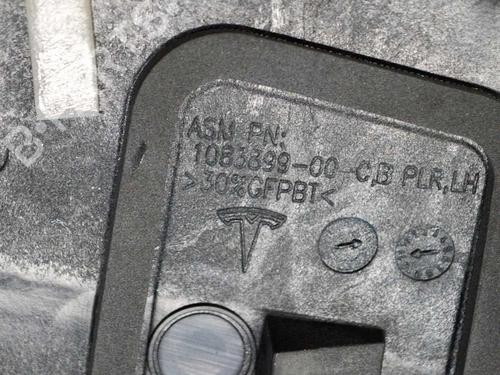 ASM PN:
1083899-00-C,B PLR,LH
>30%GFPBT<